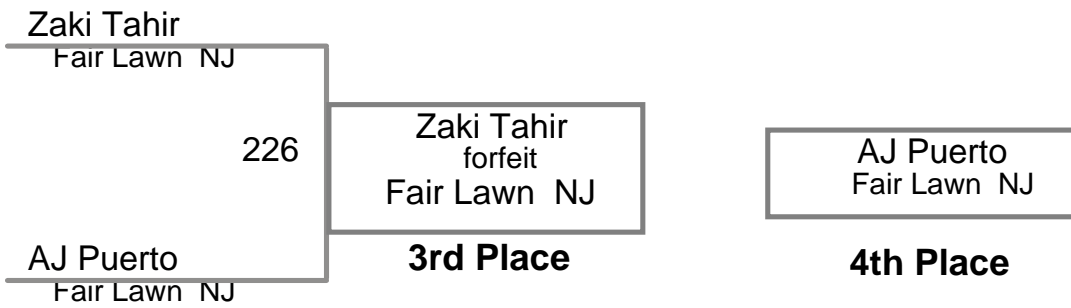 Zaki Tahir
Fair Lawn NJ
226
Zaki Tahir
forfeit
Fair Lawn NJ
3rd Place
AJ Puerto
Fair Lawn NJ
4th Place
AJ Puerto
Fair Lawn NJ